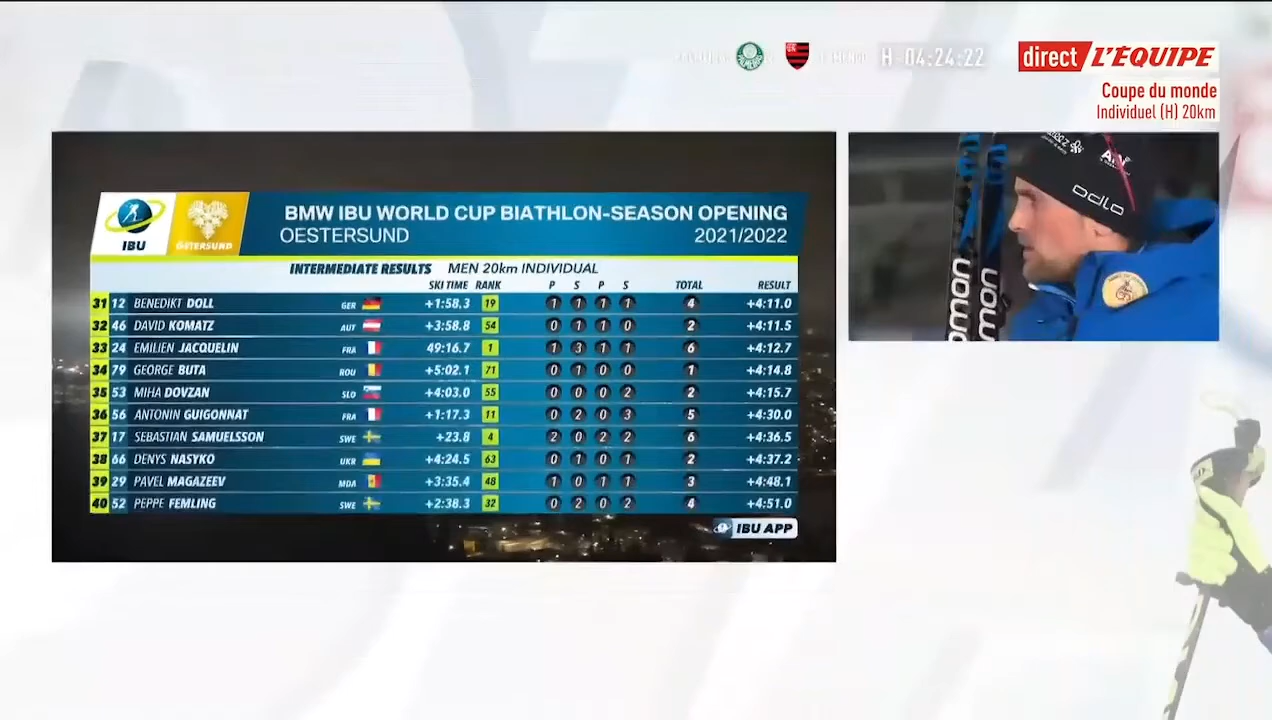 H-04:24:22
direct L'ÉQUIPE
Coupe du monde
Individuel (H) 20km
IBU
ÖSTERSUND
BMW IBU WORLD CUP BIATHLON-SEASON OPENING
OESTERSUND 2021/2022
INTERMEDIATE RESULTS MEN 20km INDIVIDUAL
SKI TIME RANK P S P S TOTAL RESULT
31 12 BENEDIKT DOLL GER +1:58.3 19 1 1 1 1 4 +4:11.0
32 46 DAVID KOMATZ AUT +3:58.8 54 0 1 1 0 2 +4:11.5
33 24 EMILIEN JACQUELIN FRA 49:16.7 1 1 3 1 1 6 +4:12.7
34 79 GEORGE BUTA ROU +5:02.1 71 0 1 0 0 1 +4:14.8
35 53 MIHA DOVZAN SLO +4:03.0 55 0 0 0 2 2 +4:15.7
36 56 ANTONIN GUIGONNAT FRA +1:17.3 11 0 2 0 3 5 +4:30.0
37 17 SEBASTIAN SAMUELSSON SWE +23.8 4 2 0 2 2 6 +4:36.5
38 66 DENYS NASYKO UKR +4:24.5 63 0 1 0 1 2 +4:37.2
39 29 PAVEL MAGAZEEV MDA +3:35.4 48 1 0 1 1 3 +4:48.1
40 52 PEPPE FEMLING SWE +2:38.3 32 0 2 0 2 4 +4:51.0
IBU APP
odlo
omon
mon